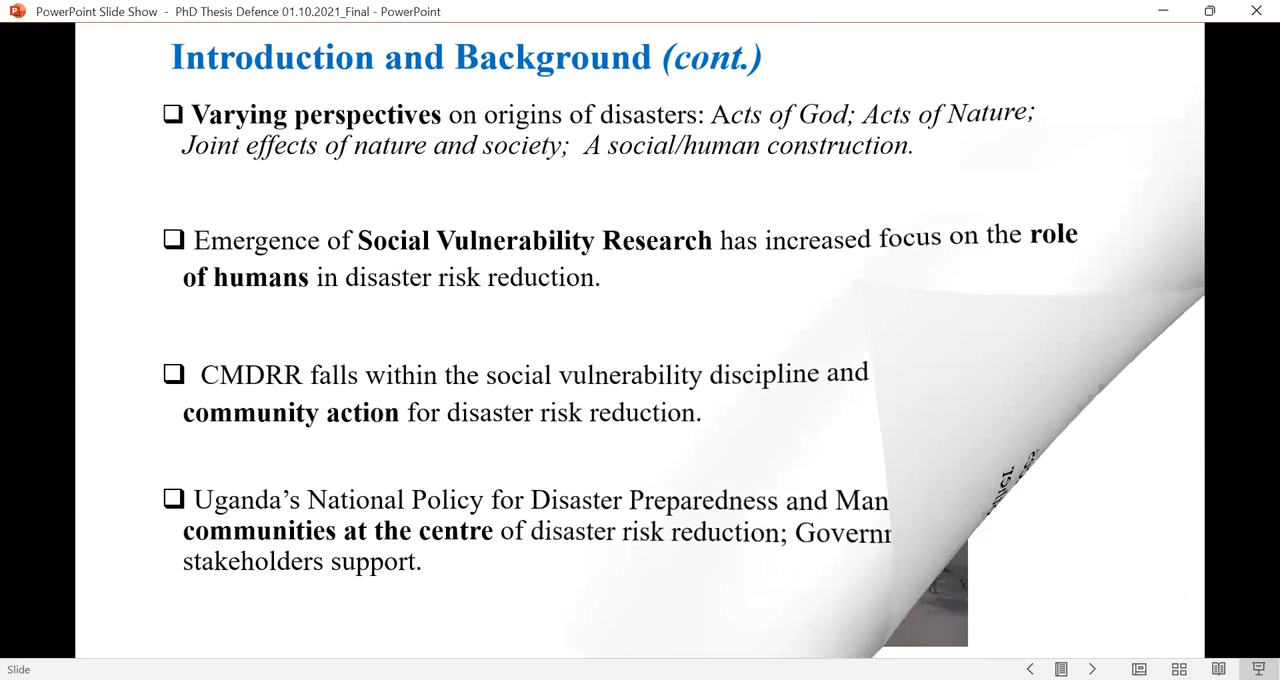 PowerPoint Slide Show - PhD Thesis Defence 01.10.2021_Final - PowerPoint
Introduction and Background (cont.)
❑ Varying perspectives on origins of disasters: Acts of God; Acts of Nature;
Joint effects of nature and society; A social/human construction.
❑ Emergence of Social Vulnerability Research has increased focus on the role
of humans in disaster risk reduction.
❑ CMDRR falls within the social vulnerability discipline and
community action for disaster risk reduction.
❑ Uganda’s National Policy for Disaster Preparedness and Man
communities at the centre of disaster risk reduction; Govern
stakeholders support.
Slide